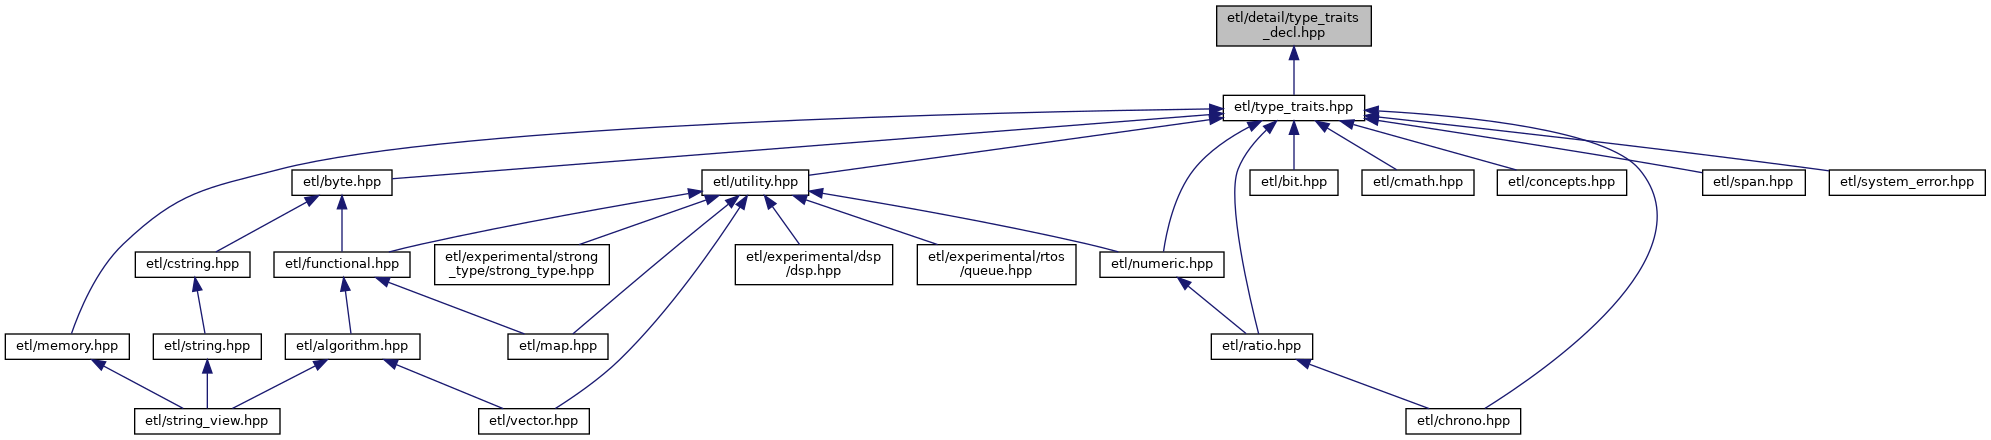 etl/detail/type_traits
_decl.hpp
etl/type_traits.hpp
etl/byte.hpp
etl/utility.hpp
etl/bit.hpp
etl/cmath.hpp
etl/concepts.hpp
etl/span.hpp
etl/system_error.hpp
etl/cstring.hpp
etl/functional.hpp
etl/experimental/strong
_type/strong_type.hpp
etl/experimental/dsp
/dsp.hpp
etl/experimental/rtos
/queue.hpp
etl/numeric.hpp
etl/memory.hpp
etl/string.hpp
etl/algorithm.hpp
etl/map.hpp
etl/ratio.hpp
etl/string_view.hpp
etl/vector.hpp
etl/chrono.hpp